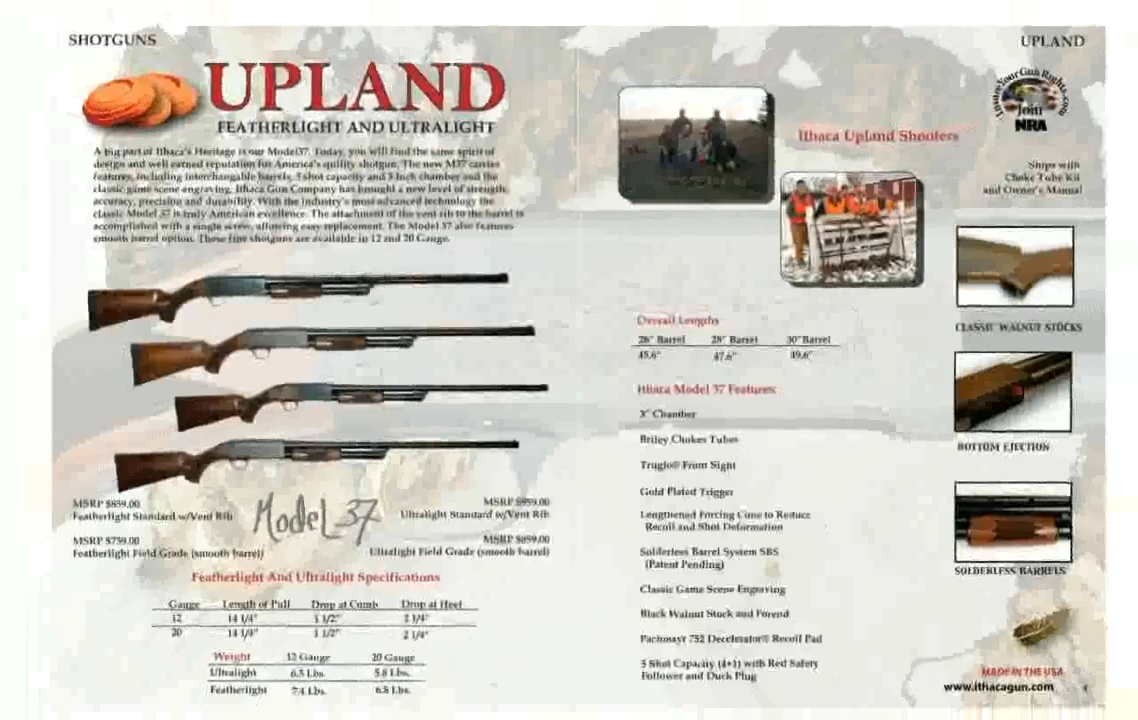 SHOTGUNS
UPLAND
FEATHERLIGHT AND ULTRALIGHT
A big part of Ithaca's Heritage is our Model37. Today, you will find the same spirit of
design and well earned reputation for America's quility shotgun. The new M37 carries
features, including interchangable barrels, 5 shot capacity and 3 inch chamber and the
classic game scene engraving. Ithaca Gun Company has brought a new level of strength,
accuracy, precision and durability. With the industry's most advanced technology the
classic Model 37 is truly American excellence. The attachment of the vent rib to the barrel is
accomplished with a single screw, allowing easy replacement. The Model 37 also features
smooth barrel option. These fine shotguns are available in 12 and 20 Gauge.
MSRP $859.00
Featherlight Standard w/Vent Rib
MSRP $759.00
Featherlight Field Grade (smooth barrel)
Model 37
MSRP $959.00
Ultralight Standard w/Vent Rib
MSRP $859.00
Ultralight Field Grade (smooth barrel)
Featherlight And Ultralight Specifications
Gauge Length of Pull Drop at Comb Drop at Heel
12 14 1/4" 1 1/2" 2 1/4"
20 14 1/4" 1 1/2" 2 1/4"
Weight 12 Gauge 20 Gauge
Ultralight 6.5 Lbs. 5.8 Lbs.
Featherlight 7.4 Lbs. 6.8 Lbs.
UPLAND
Ithaca Upland Shooters
InsureYourGunRights.com
Join
NRA
Ships with
Choke Tube Kit
and Owner's Manual
Overall Lengths
26" Barrel 28" Barrel 30" Barrel
45.6" 47.6" 49.6"
Ithaca Model 37 Features
3" Chamber
Briley Chokes Tubes
Truglo® Front Sight
Gold Plated Trigger
Lengthened Forcing Cone to Reduce
Recoil and Shot Deformation
Solderless Barrel System SBS
(Patent Pending)
Classic Game Scene Engraving
Black Walnut Stock and Forend
Pachmayr 752 Decelerator® Recoil Pad
5 Shot Capacity (4+1) with Red Safety
Follower and Duck Plug
CLASSIC WALNUT STOCKS
BOTTOM EJECTION
SOLDERLESS BARRELS
MADE IN THE USA
www.ithacagun.com